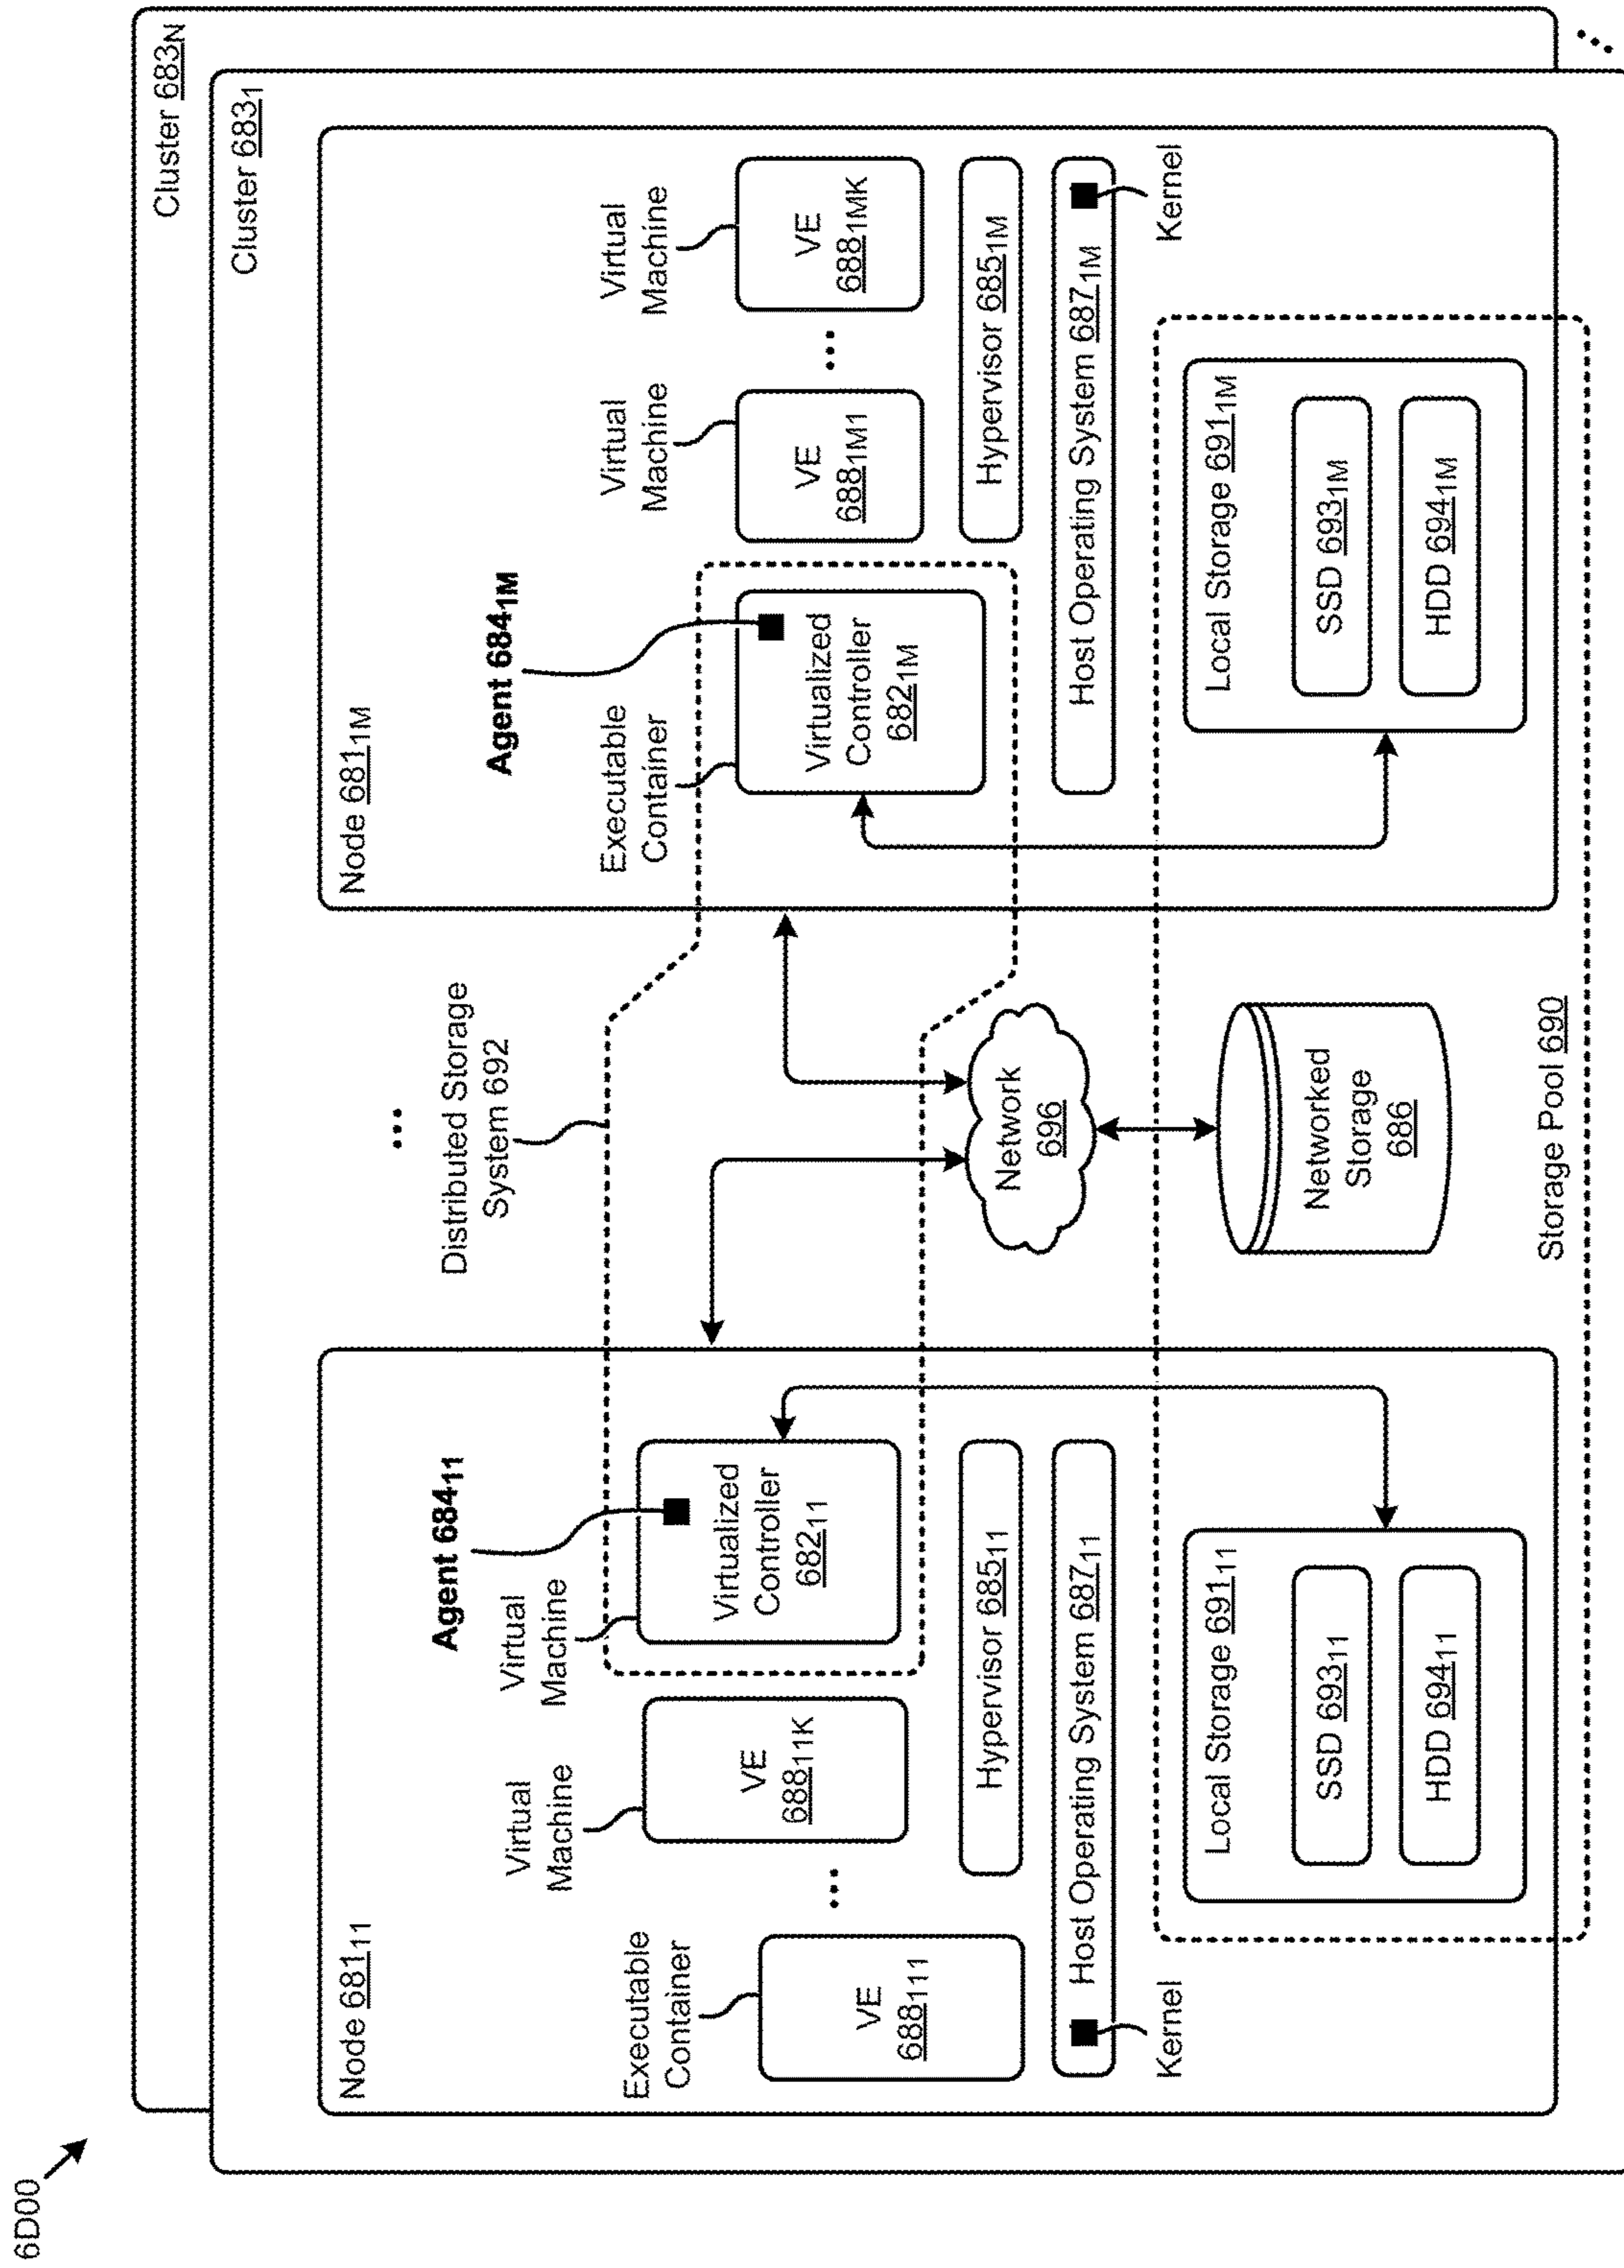 6D00
Cluster 683N
Cluster 6831
Node 68111
Agent 68411
Virtual
Machine
Virtual
Machine
Executable
Container
VE
688111
...
VE
68811K
Virtualized
Controller
68211
Hypervisor 68511
Host Operating System 68711
Kernel
Local Storage 69111
SSD 69311
HDD 69411
...
Distributed Storage
System 692
Network
696
Networked
Storage
686
Storage Pool 690
Node 6811M
Agent 6841M
Executable
Container
Virtual
Machine
Virtual
Machine
Virtualized
Controller
6821M
VE
6881M1
...
VE
6881MK
Hypervisor 6851M
Host Operating System 6871M
Kernel
Local Storage 6911M
SSD 6931M
HDD 6941M
...